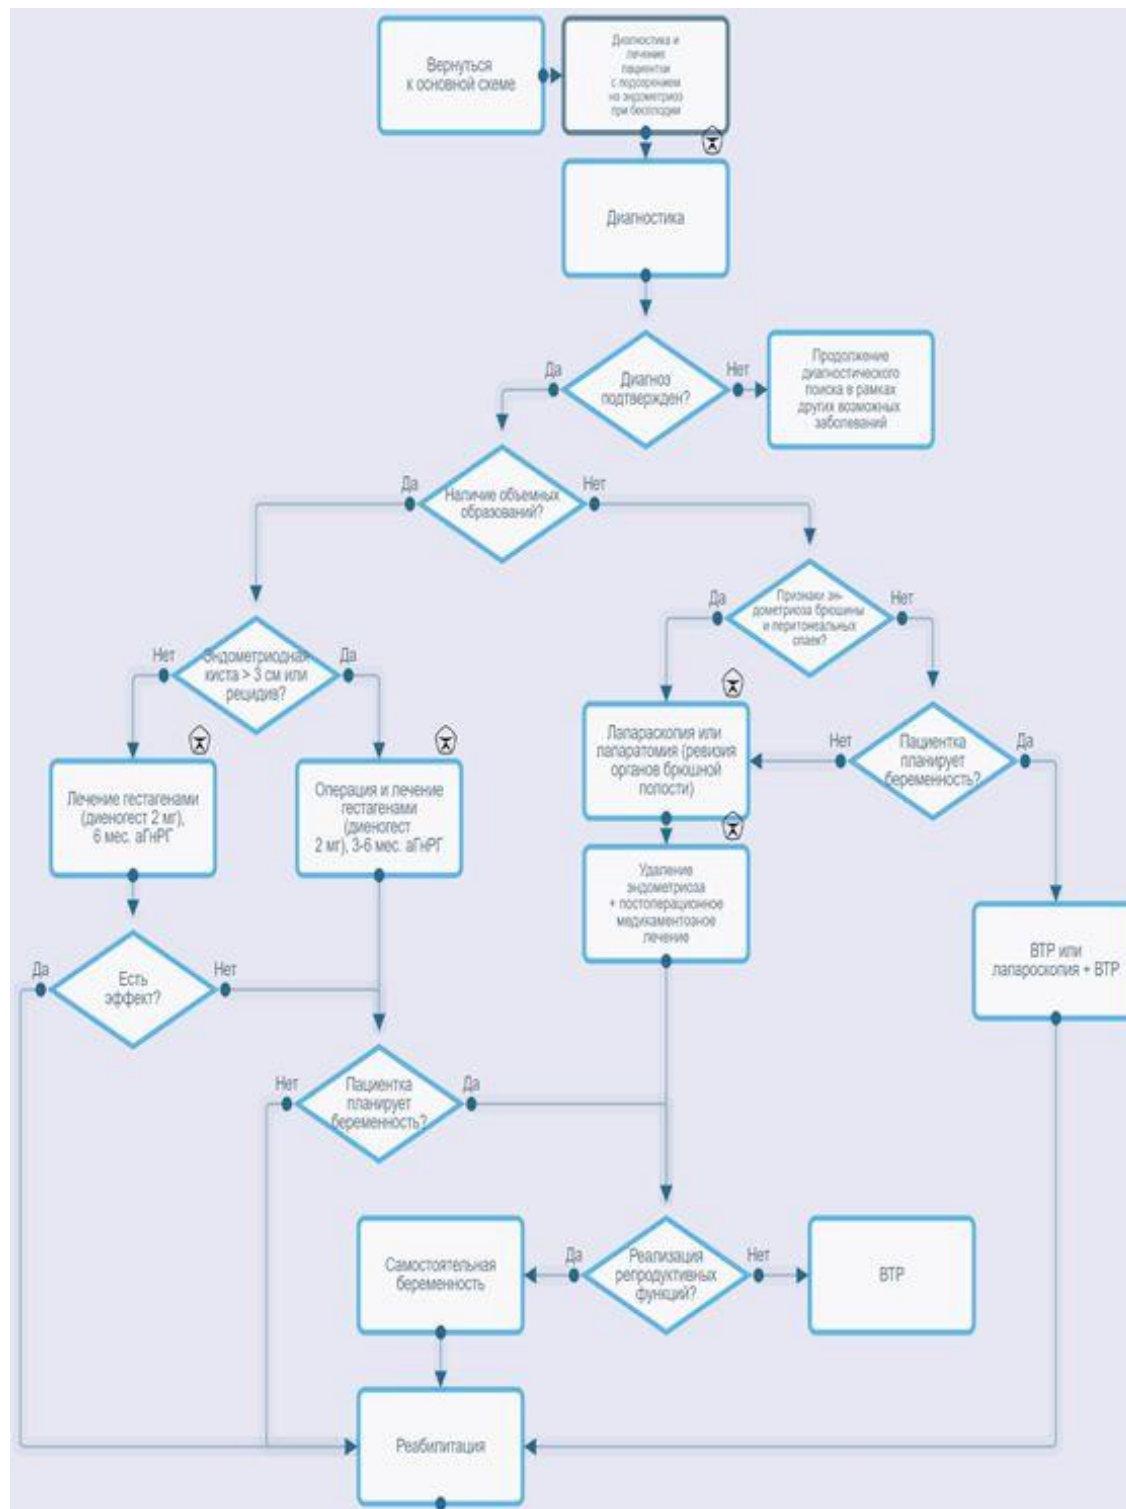 Вернуться
к основной схеме
Диагностика и
лечение
пациентки
с подозрением
на эндометриоз
при бесплодии
Диагностика
Да
Диагноз
подтвержден?
Нет
Продолжение
диагностического
поиска в рамках
других возможных
заболеваний
Да
Наличие объемных
образований?
Нет
Да
Признаки эн-
дометриоза брюшины
и перитонеальных
спаек?
Нет
Нет
Эндометриодная
киста > 3 см или
рецидив?
Да
Лапараскопия или
лапаратомия (ревизия
органов брюшной
полости)
Нет
Пациентка
планирует
беременность?
Да
Лечение гестагенами
(диеногест 2 мг),
6 мес. аГнРГ
Операция и лечение
гестагенами
(диеногест
2 мг), 3-6 мес. аГнРГ
Удаление
эндометриоза
+ постоперационное
медикаментозное
лечение
ВТР или
лапароскопия + ВТР
Да
Есть
эффект?
Нет
Нет
Пациентка
планирует
беременность?
Да
Самостоятельная
беременность
Да
Реализация
репродуктивных
функций?
Нет
ВТР
Реабилитация